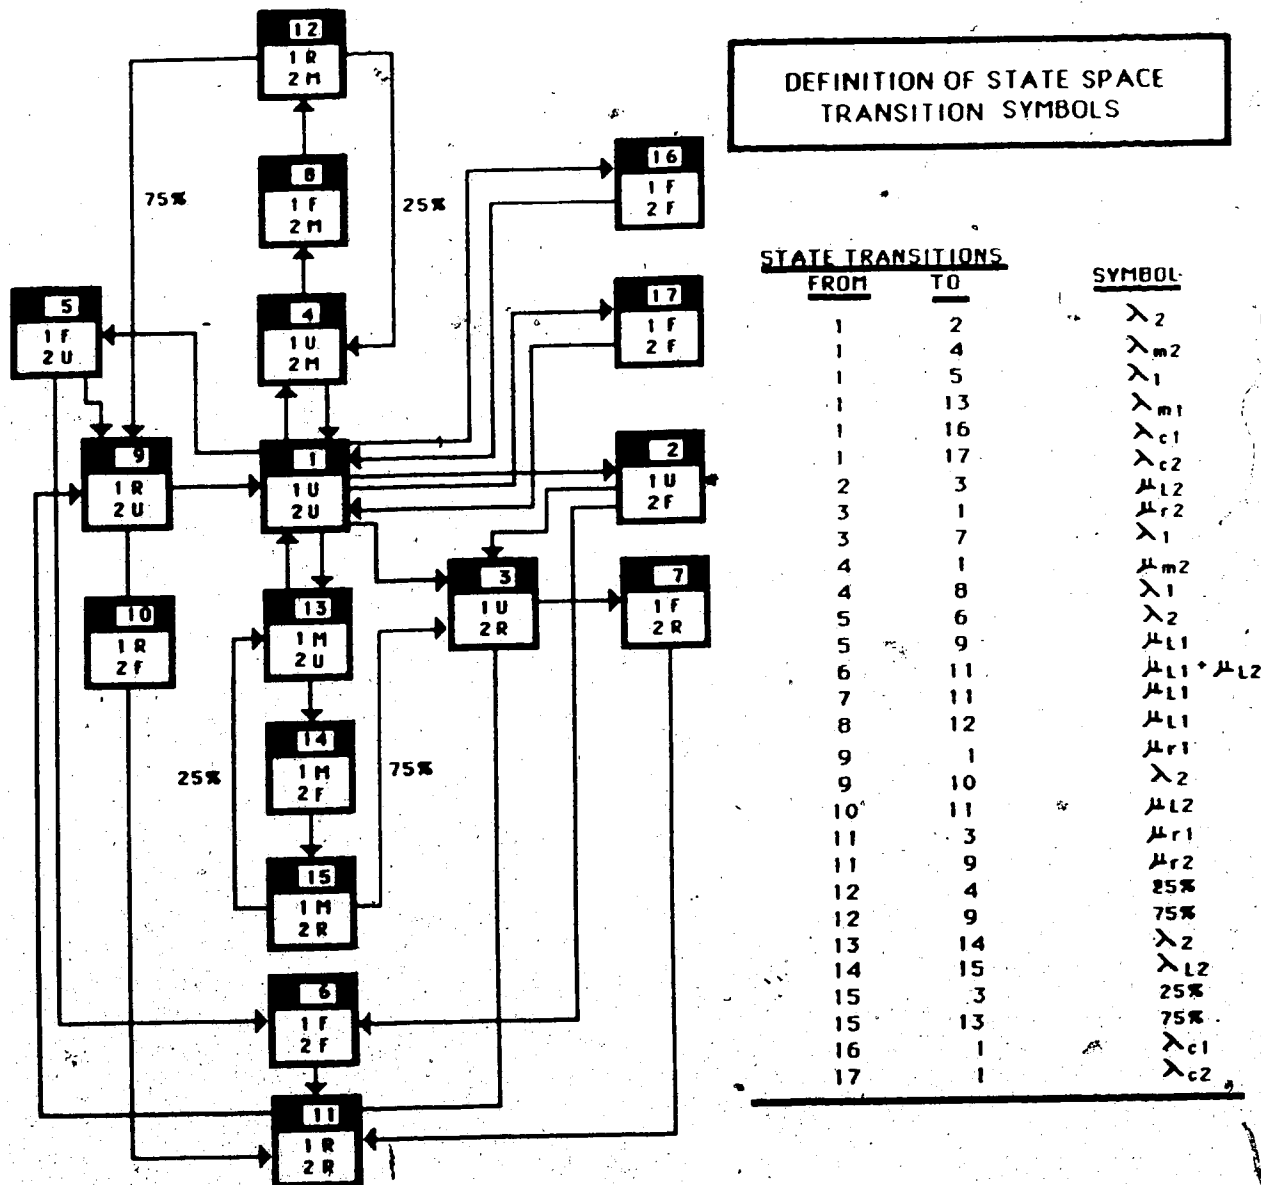 12
1 R
2 M
DEFINITION OF STATE SPACE
TRANSITION SYMBOLS
8
1 F
2 M
75%
25%
16
1 F
2 F
17
1 F
2 F
5
1 F
2 U
4
1 U
2 M
9
1 R
2 U
1
1 U
2 U
2
1 U
2 F
3
1 U
2 R
7
1 F
2 R
10
1 R
2 F
13
1 M
2 U
14
1 M
2 F
25%
75%
15
1 M
2 R
6
1 F
2 F
11
1 R
2 R
STATE TRANSITIONS
FROM TO SYMBOL
1 2 λ2
1 4 λm2
1 5 λ1
1 13 λm1
1 16 λc1
1 17 λc2
2 3 μL2
3 1 μr2
3 7 λ1
4 1 μm2
4 8 λ1
5 6 λ2
5 9 μL1
6 11 μL1 + μL2
7 11 μL1
8 12 μL1
9 1 μr1
9 10 λ2
10 11 μL2
11 3 μr1
11 9 μr2
12 4 25%
12 9 75%
13 14 λ2
14 15 λL2
15 3 25%
15 13 75%
16 1 λc1
17 1 λc2